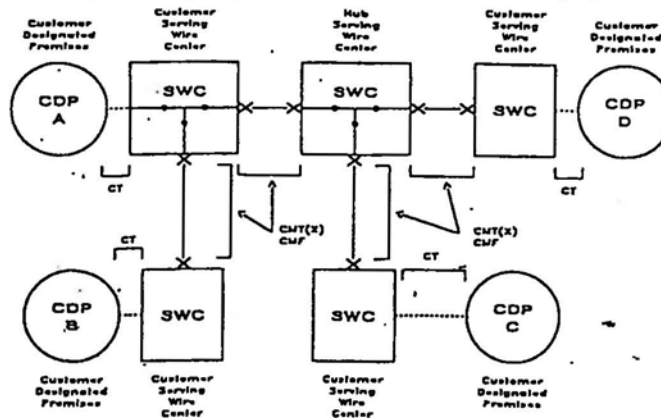 Customer
Designated
Premises
Customer
Serving
Wire
Center
Hub
Serving
Wire
Center
Customer
Serving
Wire
Center
Customer
Designated
Premises
CDP
A
SWC
SWC
SWC
CDP
D
CT
CT
CMT(X)
CMF
CMT(X)
CMF
CT
CT
CDP
B
SWC
SWC
CDP
C
Customer
Designated
Premises
Customer
Serving
Wire
Center
Customer
Serving
Wire
Center
Customer
Designated
Premises